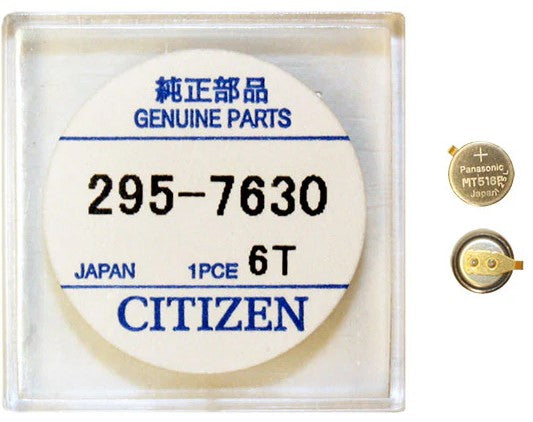 純正部品
GENUINE PARTS
295-7630
JAPAN 1PCE 6T
CITIZEN
+
Panasonic
MT516F
Japan